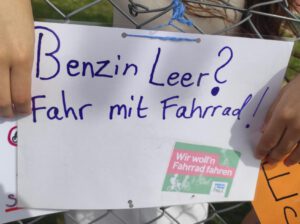 Benzin Leer?
Fahr mit Fahrrad!
Wir woll'n
Fahrrad fahren